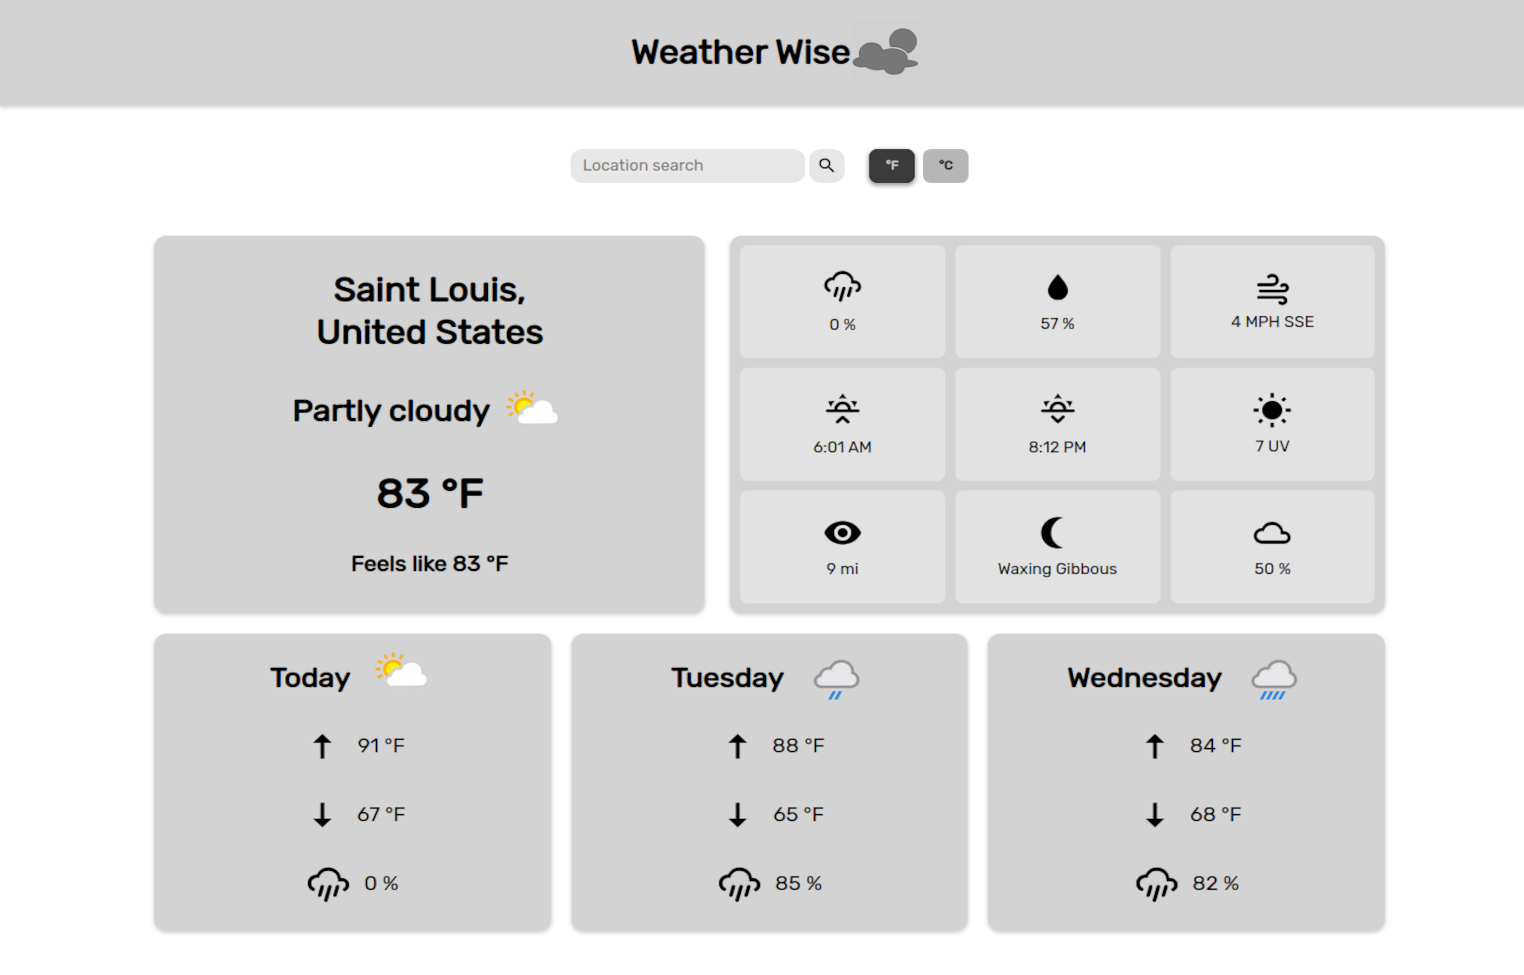 Weather Wise
Location search
°F
°C
Saint Louis,
United States
Partly cloudy
83 °F
Feels like 83 °F
0 %
57 %
4 MPH SSE
6:01 AM
8:12 PM
7 UV
9 mi
Waxing Gibbous
50 %
Today
91 °F
67 °F
0 %
Tuesday
88 °F
65 °F
85 %
Wednesday
84 °F
68 °F
82 %